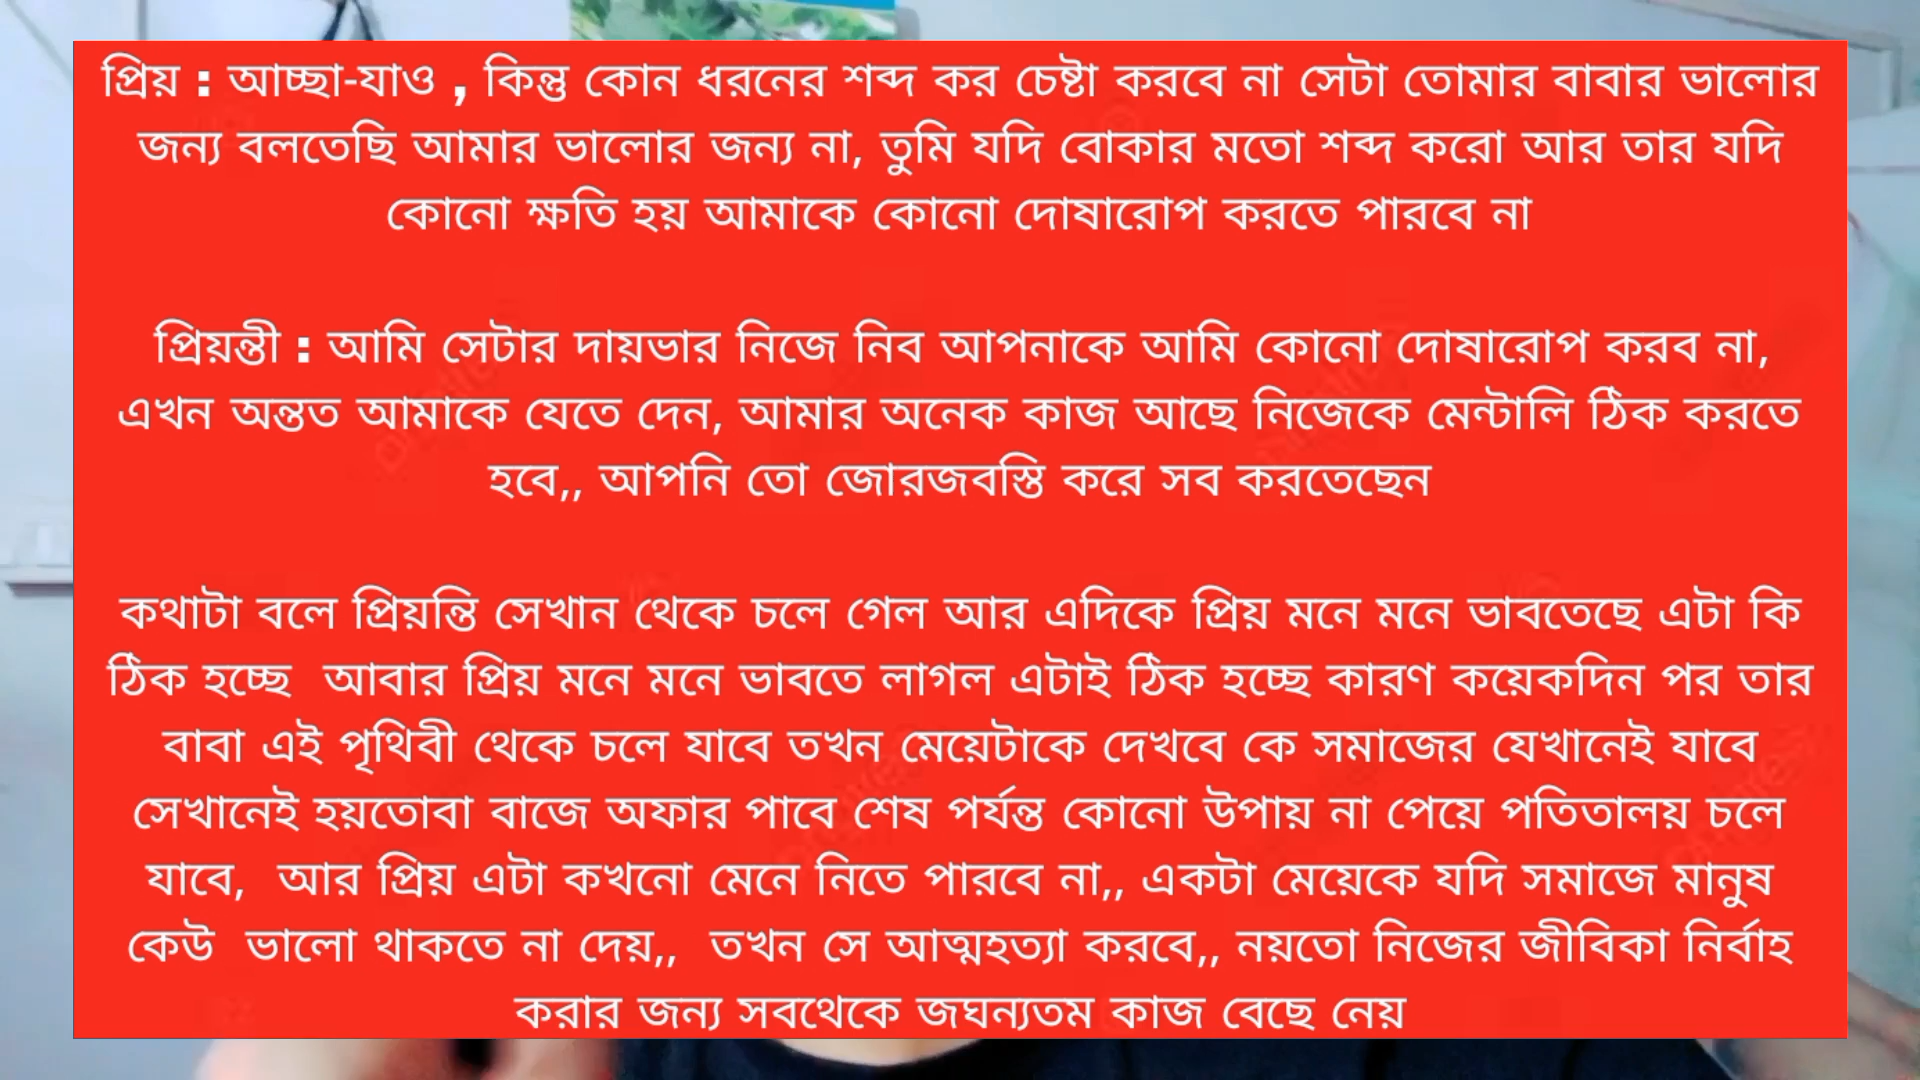 প্রিয় : আচ্ছা-যাও , কিন্তু কোন ধরনের শব্দ কর চেষ্টা করবে না সেটা তোমার বাবার ভালোর
জন্য বলতেছি আমার ভালোর জন্য না, তুমি যদি বোকার মতো শব্দ করো আর তার যদি
কোনো ক্ষতি হয় আমাকে কোনো দোষারোপ করতে পারবে না
প্রিয়ন্তী : আমি সেটার দায়ভার নিজে নিব আপনাকে আমি কোনো দোষারোপ করব না,
এখন অন্তত আমাকে যেতে দেন, আমার অনেক কাজ আছে নিজেকে মেন্টালি ঠিক করতে
হবে,, আপনি তো জোরজবস্তি করে সব করতেছেন
কথাটা বলে প্রিয়ন্তি সেখান থেকে চলে গেল আর এদিকে প্রিয় মনে মনে ভাবতেছে এটা কি
ঠিক হচ্ছে  আবার প্রিয় মনে মনে ভাবতে লাগল এটাই ঠিক হচ্ছে কারণ কয়েকদিন পর তার
বাবা এই পৃথিবী থেকে চলে যাবে তখন মেয়েটাকে দেখবে কে সমাজের যেখানেই যাবে
সেখানেই হয়তোবা বাজে অফার পাবে শেষ পর্যন্ত কোনো উপায় না পেয়ে পতিতালয় চলে
যাবে,  আর প্রিয় এটা কখনো মেনে নিতে পারবে না,, একটা মেয়েকে যদি সমাজে মানুষ
কেউ  ভালো থাকতে না দেয়,,  তখন সে আত্মহত্যা করবে,, নয়তো নিজের জীবিকা নির্বাহ
করার জন্য সবথেকে জঘন্যতম কাজ বেছে নেয়